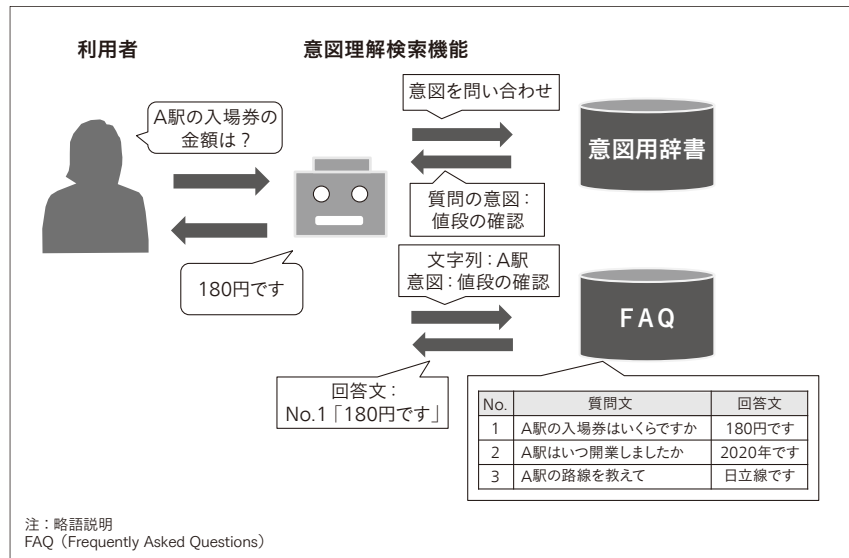 利用者
意図理解検索機能
A駅の入場券の
金額は？
意図を問い合わせ
意図用辞書
質問の意図：
値段の確認
180円です
文字列：A駅
意図：値段の確認
FAQ
回答文：
No.1「180円です」
No. 質問文 回答文
1 A駅の入場券はいくらですか 180円です
2 A駅はいつ開業しましたか 2020年です
3 A駅の路線を教えて 日立線です
注：略語説明
FAQ（Frequently Asked Questions）